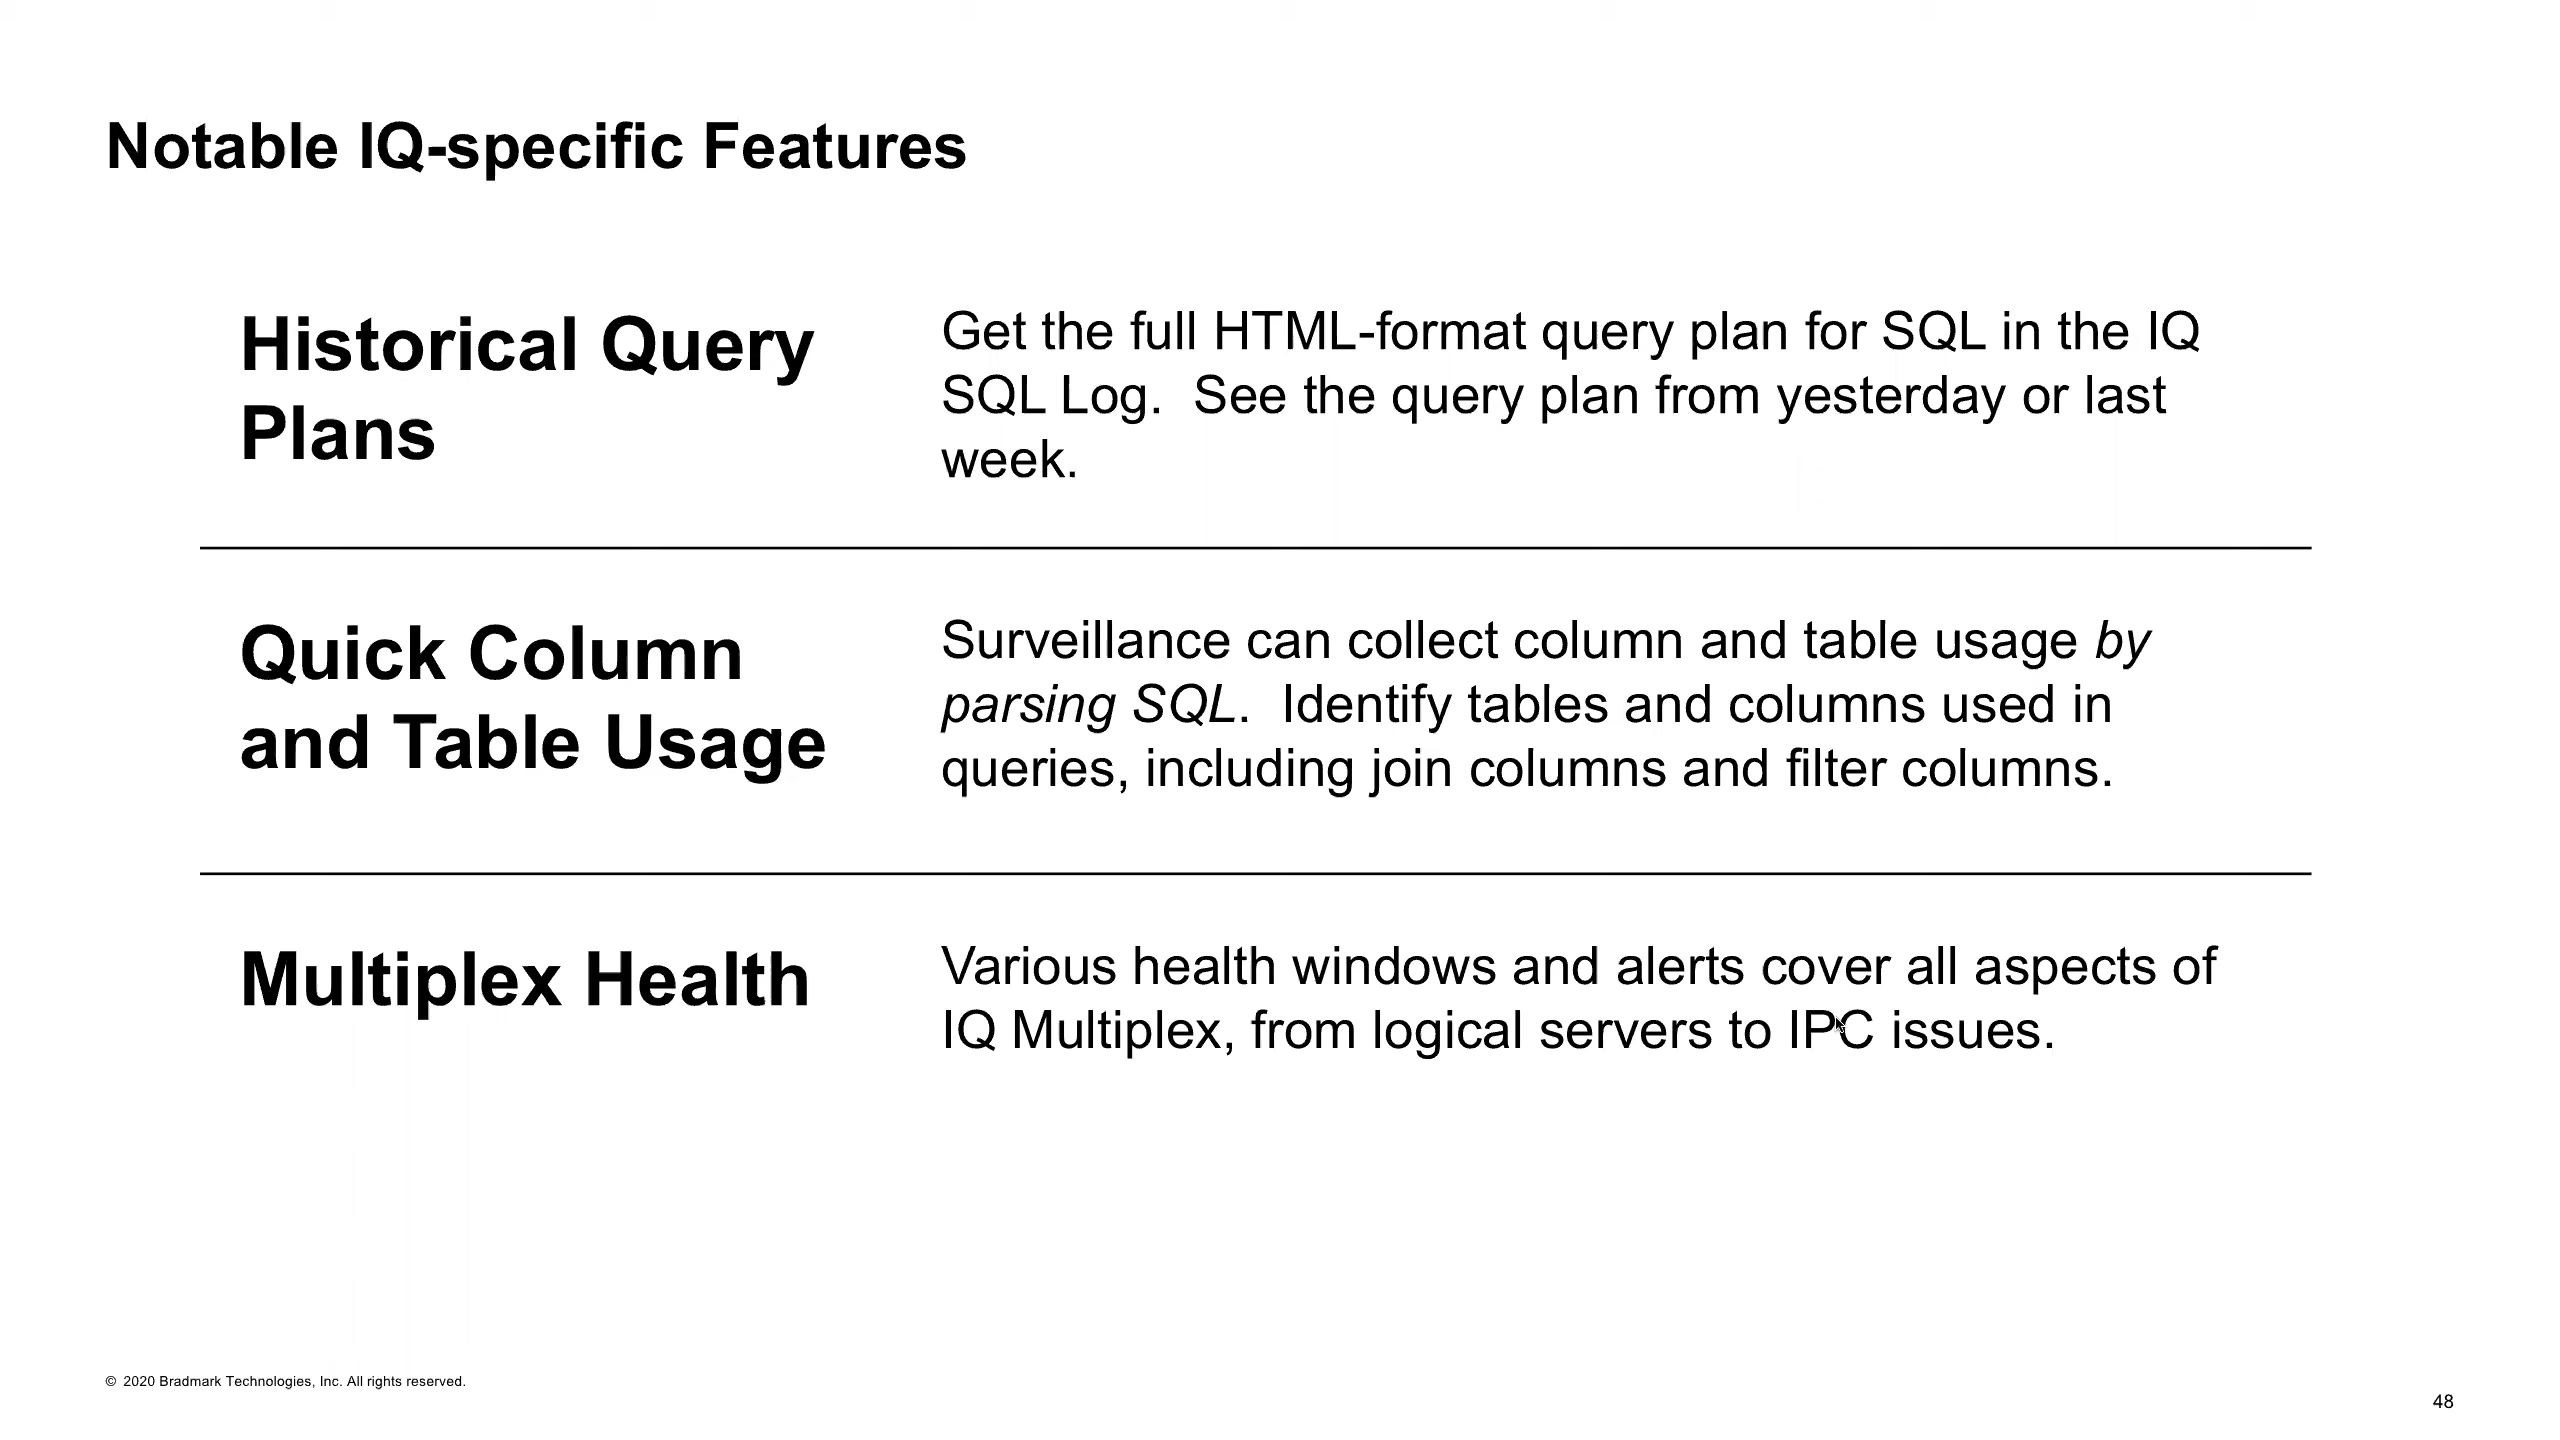 Notable IQ-specific Features
Historical Query
Plans
Get the full HTML-format query plan for SQL in the IQ
SQL Log.  See the query plan from yesterday or last
week.
Quick Column
and Table Usage
Surveillance can collect column and table usage by
parsing SQL.  Identify tables and columns used in
queries, including join columns and filter columns.
Multiplex Health
Various health windows and alerts cover all aspects of
IQ Multiplex, from logical servers to IPC issues.
©  2020 Bradmark Technologies, Inc. All rights reserved.
48